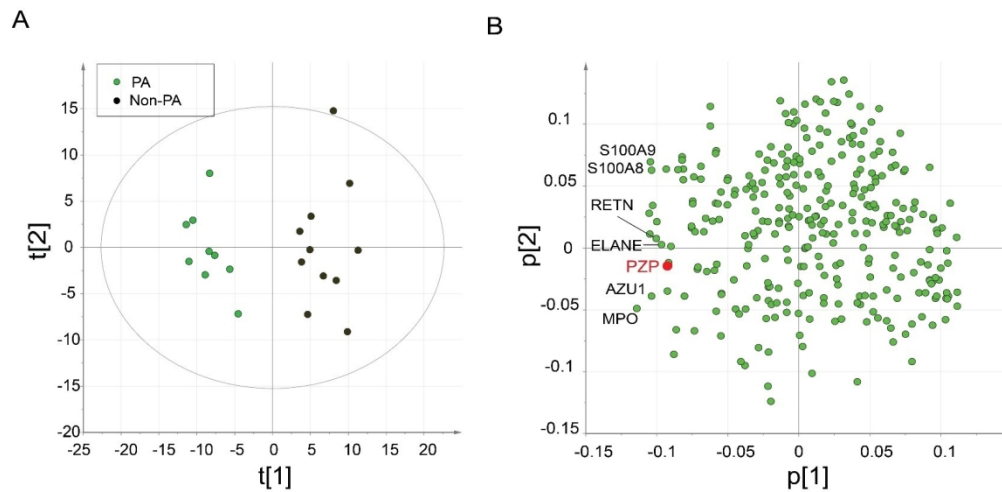 A
PA
Non-PA
15
10
5
0
-5
-10
-15
-20
t[2]
-25 -20 -15 -10 -5 0 5 10 15 20 25
t[1]
B
0.1
0.05
0
-0.05
-0.1
-0.15
p[2]
S100A9
S100A8
RETN
ELANE
PZP
AZU1
MPO
-0.15 -0.1 -0.05 0 0.05 0.1
p[1]